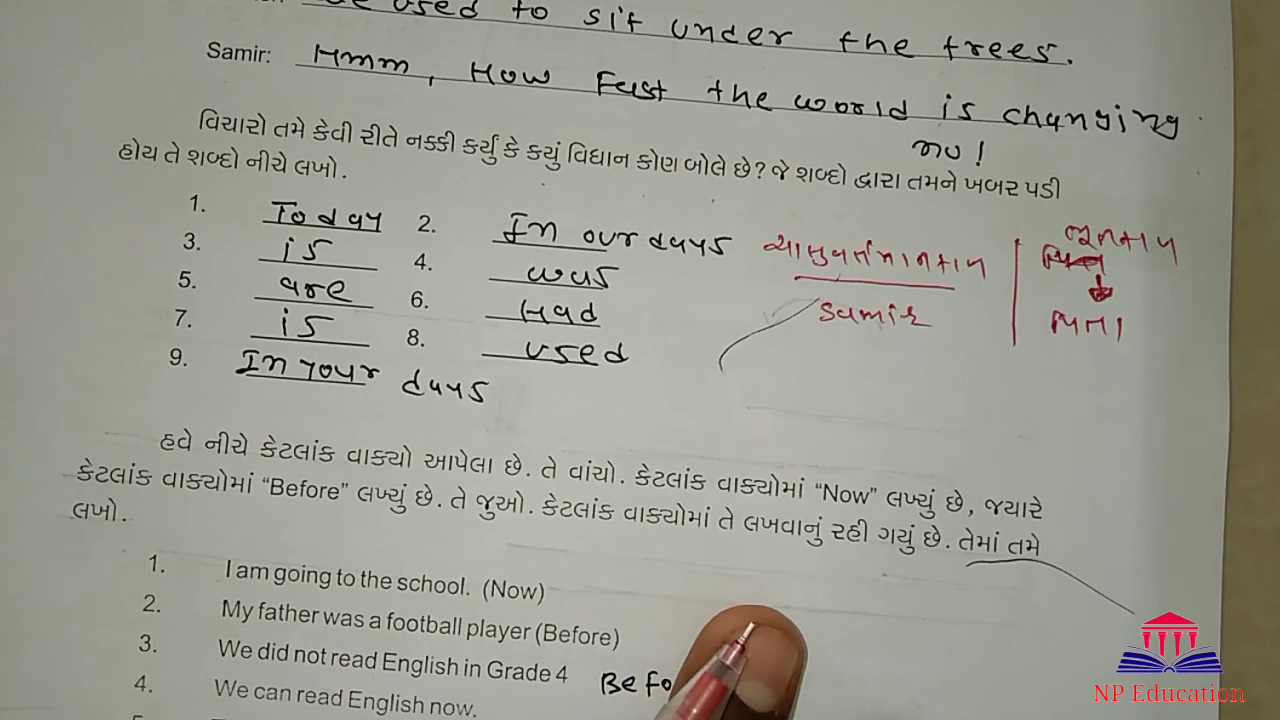 used to sit under the trees.
Samir: Hmm, How Fast the world is changing
વિચારો તમે કેવી રીતે નક્કી કર્યું કે કયું વિધાન કોણ બોલે છે? જે શબ્દો દ્વારા તમને ખબર પડી
હોય તે શબ્દો નીચે લખો.
1. Today 2. In our days
3. is 4. was
5. are 6. Had
7. is 8. used
9. In your days
ચાલુવર્તમાનકાળ
Samir
ભૂતકાળ
પિતા
હવે નીચે કેટલાંક વાક્યો આપેલા છે. તે વાંચો. કેટલાંક વાક્યોમાં “Now” લખ્યું છે, જ્યારે
કેટલાંક વાક્યોમાં “Before” લખ્યું છે. તે જુઓ. કેટલાંક વાક્યોમાં તે લખવાનું રહી ગયું છે. તેમાં તમે
લખો.
1. I am going to the school. (Now)
2. My father was a football player (Before)
3. We did not read English in Grade 4 Befo
4. We can read English now.
NP Education